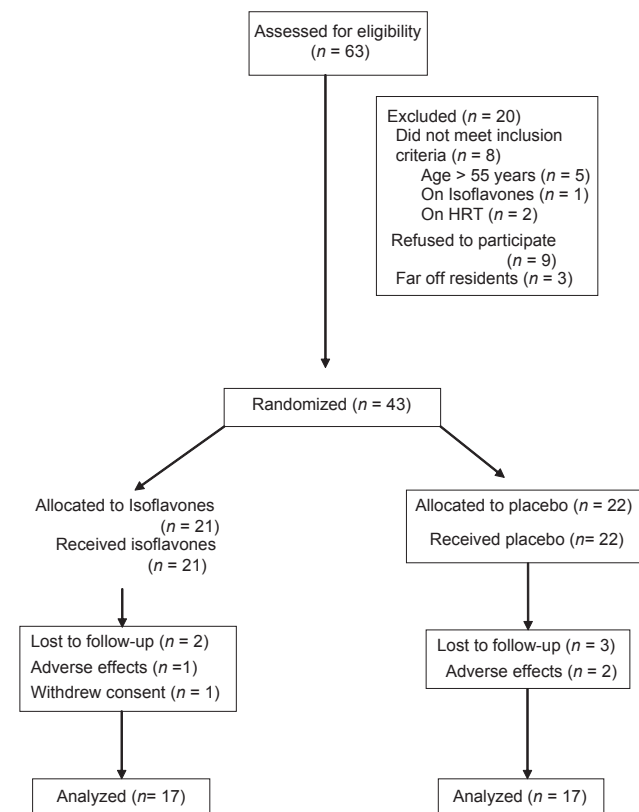 Assessed for eligibility
(n = 63)
Excluded (n = 20)
Did not meet inclusion
criteria (n = 8)
Age > 55 years (n = 5)
On Isoflavones (n = 1)
On HRT (n = 2)
Refused to participate
(n = 9)
Far off residents (n = 3)
Randomized (n = 43)
Allocated to Isoflavones
(n = 21)
Received isoflavones
(n = 21)
Allocated to placebo (n = 22)
Received placebo (n= 22)
Lost to follow-up (n = 2)
Adverse effects (n =1)
Withdrew consent (n = 1)
Lost to follow-up (n = 3)
Adverse effects (n = 2)
Analyzed (n= 17)
Analyzed (n = 17)